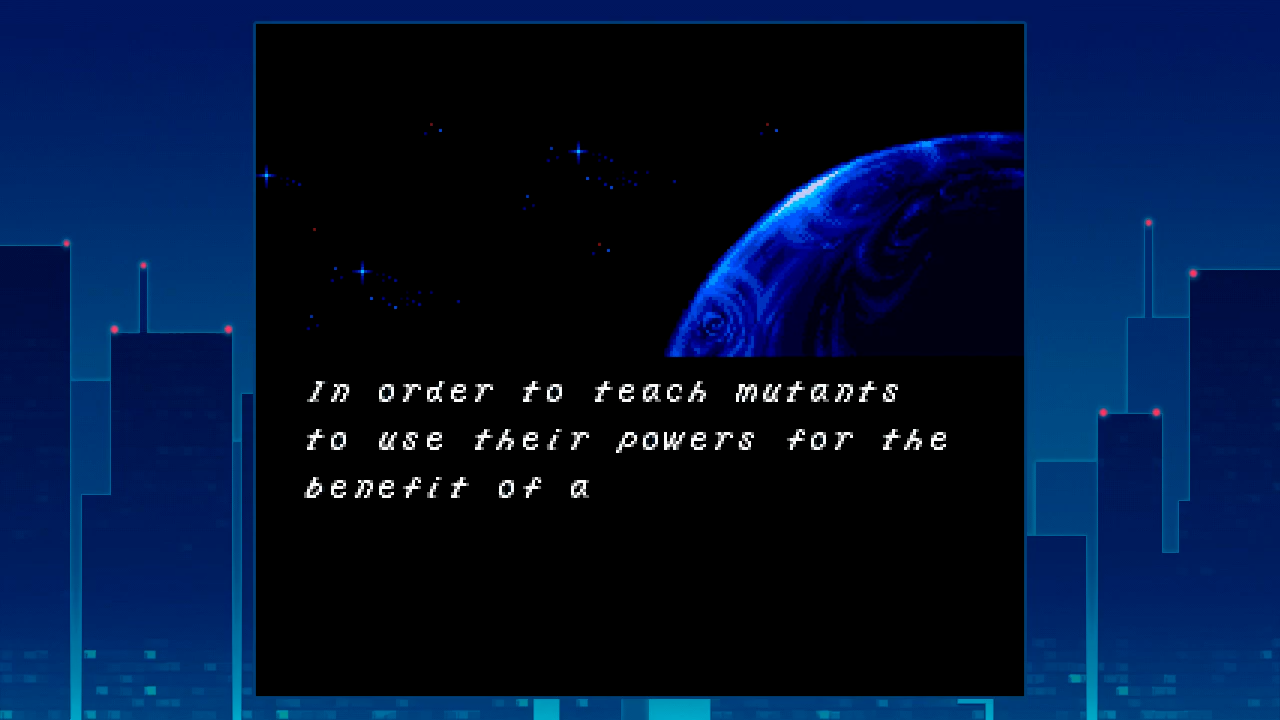 In order to teach mutants
to use their powers for the
benefit of a